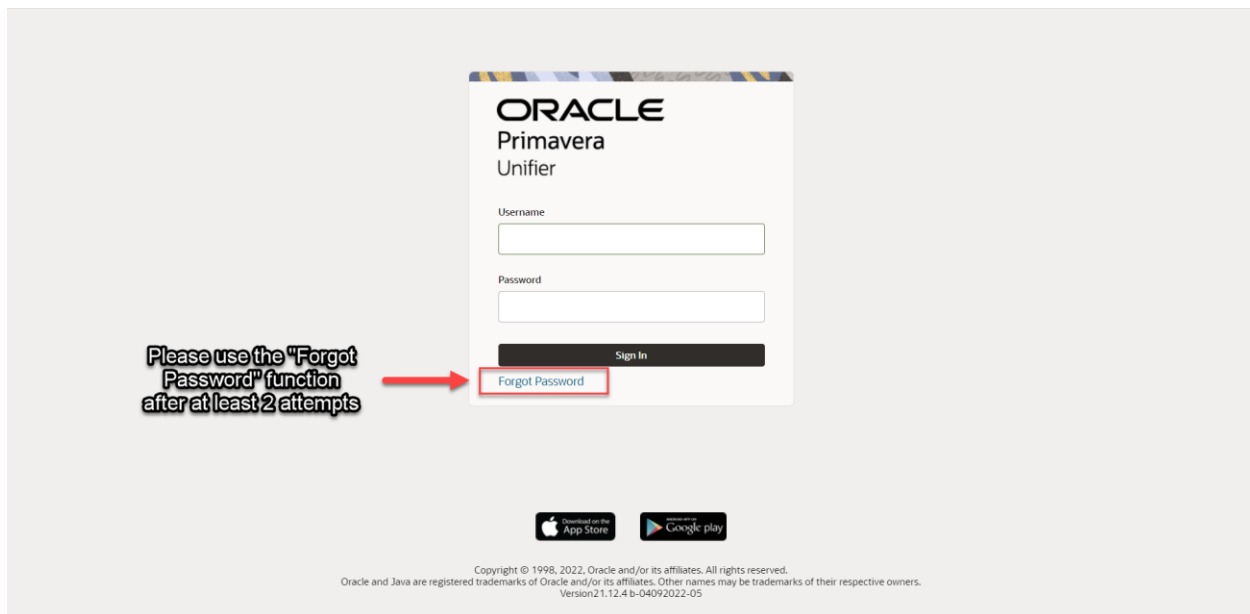 ORACLE
Primavera
Unifier
Username
Password
Sign In
Forgot Password
Please use the "Forgot
Password" function
after at least 2 attempts
Download on the
App Store
ANDROID APP ON
Google play
Copyright © 1998, 2022, Oracle and/or its affiliates. All rights reserved.
Oracle and Java are registered trademarks of Oracle and/or its affiliates. Other names may be trademarks of their respective owners.
Version21.12.4 b-04092022-05